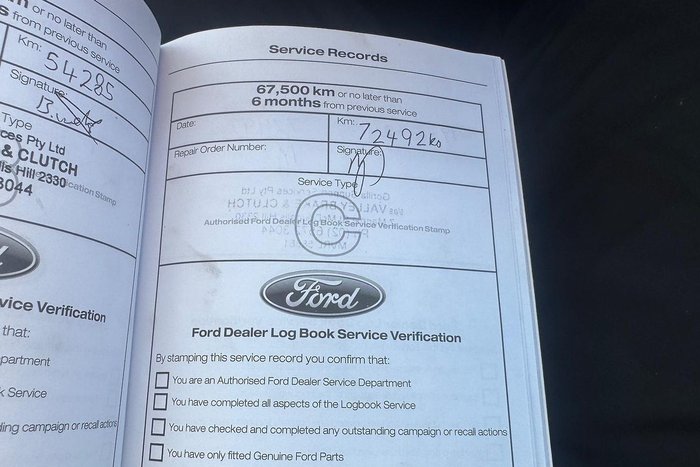 or no later than
s from previous service
Km: 54285
Signature:
Type
ces Pty Ltd
& CLUTCH
lis Hill 2330
3044
ication Stamp
vice Verification
that:
epartment
k Service
ding campaign or recall actions
Service Records
67,500 km or no later than
6 months from previous service
Date:
Km: 72492km
Repair Order Number:
Signature:
Service Type
C
Authorised Ford Dealer Log Book Service Verification Stamp
Ford
Ford Dealer Log Book Service Verification
By stamping this service record you confirm that:
You are an Authorised Ford Dealer Service Department
You have completed all aspects of the Logbook Service
You have checked and completed any outstanding campaign or recall actions
You have only fitted Genuine Ford Parts